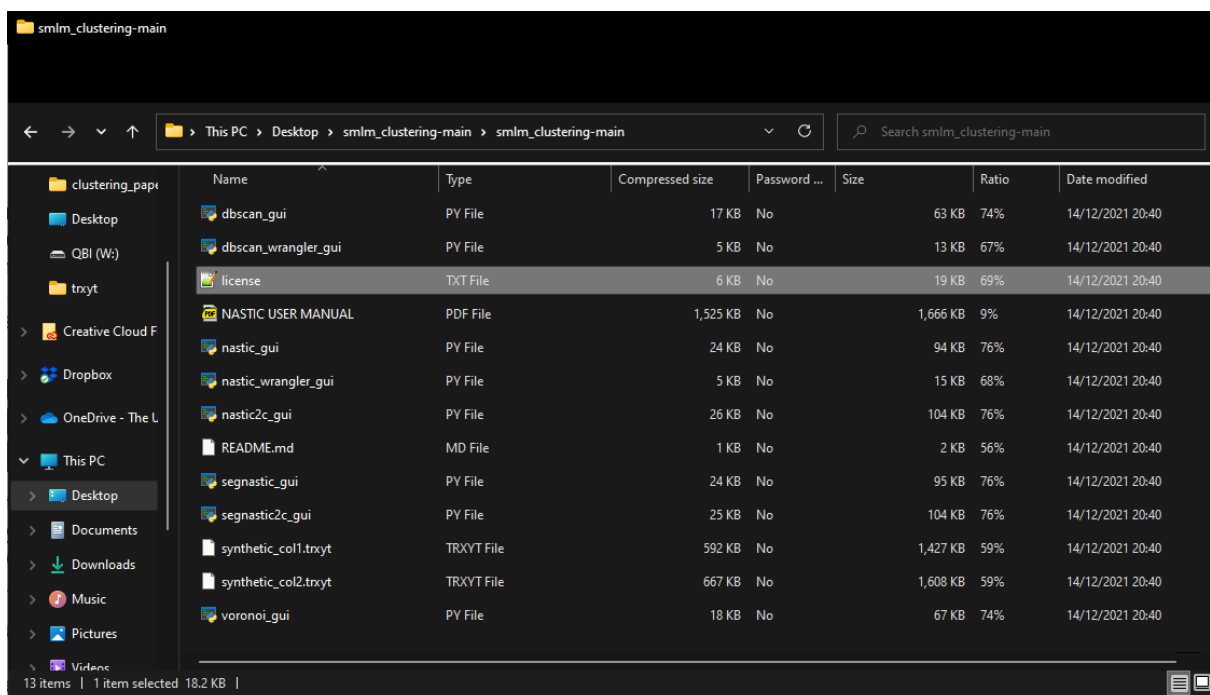 smlm_clustering-main
This PC > Desktop > smlm_clustering-main > smlm_clustering-main
Search smlm_clustering-main
clustering_pape
Desktop
QBI (W:)
trxyt
Creative Cloud F
Dropbox
OneDrive - The U
This PC
Desktop
Documents
Downloads
Music
Pictures
Videos
Name Type Compressed size Password ... Size Ratio Date modified
dbscan_gui PY File 17 KB No 63 KB 74% 14/12/2021 20:40
dbscan_wrangler_gui PY File 5 KB No 13 KB 67% 14/12/2021 20:40
license TXT File 6 KB No 19 KB 69% 14/12/2021 20:40
NASTIC USER MANUAL PDF File 1,525 KB No 1,666 KB 9% 14/12/2021 20:40
nastic_gui PY File 24 KB No 94 KB 76% 14/12/2021 20:40
nastic_wrangler_gui PY File 5 KB No 15 KB 68% 14/12/2021 20:40
nastic2c_gui PY File 26 KB No 104 KB 76% 14/12/2021 20:40
README.md MD File 1 KB No 2 KB 56% 14/12/2021 20:40
segnastic_gui PY File 24 KB No 95 KB 76% 14/12/2021 20:40
segnastic2c_gui PY File 25 KB No 104 KB 76% 14/12/2021 20:40
synthetic_col1.trxyt TRXYT File 592 KB No 1,427 KB 59% 14/12/2021 20:40
synthetic_col2.trxyt TRXYT File 667 KB No 1,608 KB 59% 14/12/2021 20:40
voronoi_gui PY File 18 KB No 67 KB 74% 14/12/2021 20:40
13 items | 1 item selected 18.2 KB |